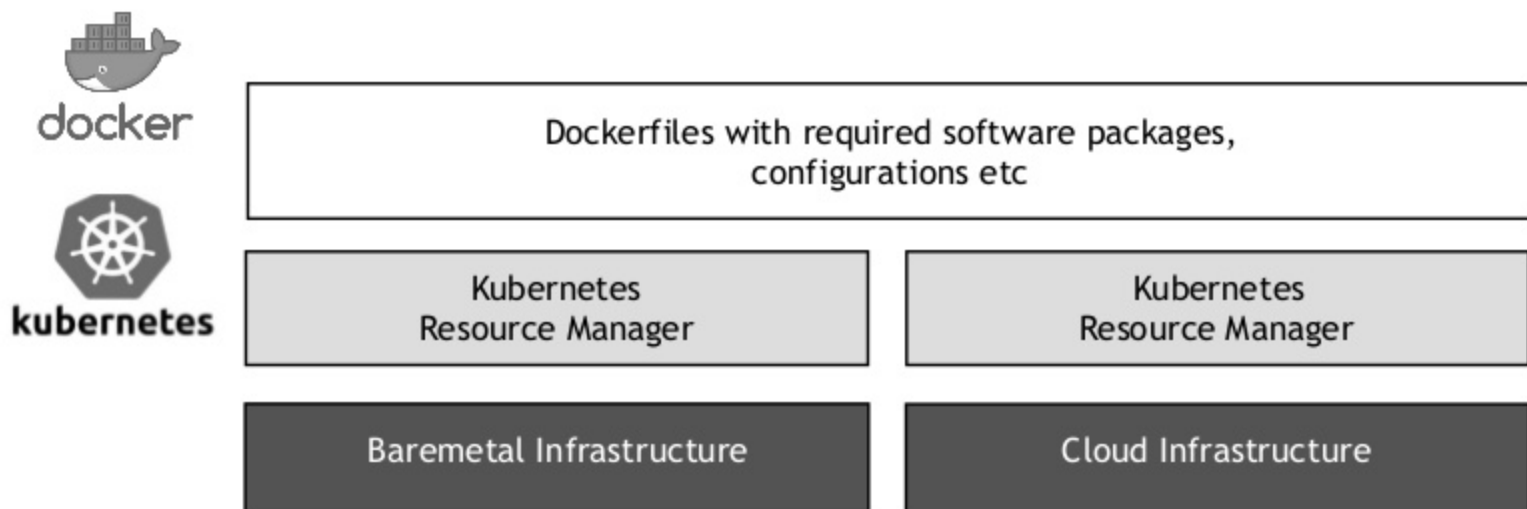 docker
Dockerfiles with required software packages,
configurations etc
kubernetes
Kubernetes
Resource Manager
Kubernetes
Resource Manager
Baremetal Infrastructure
Cloud Infrastructure